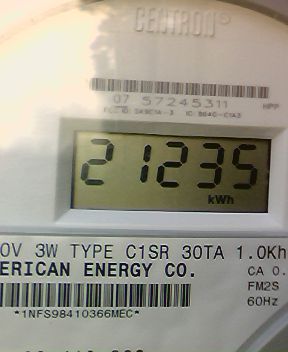 CENTRON®
07 57245311
HPP
21235
kWh
0V 3W TYPE C1SR 30TA 1.0Kh
ERICAN ENERGY CO.
CA 0.
FM2S
60Hz
*1NFS98410366MEC*